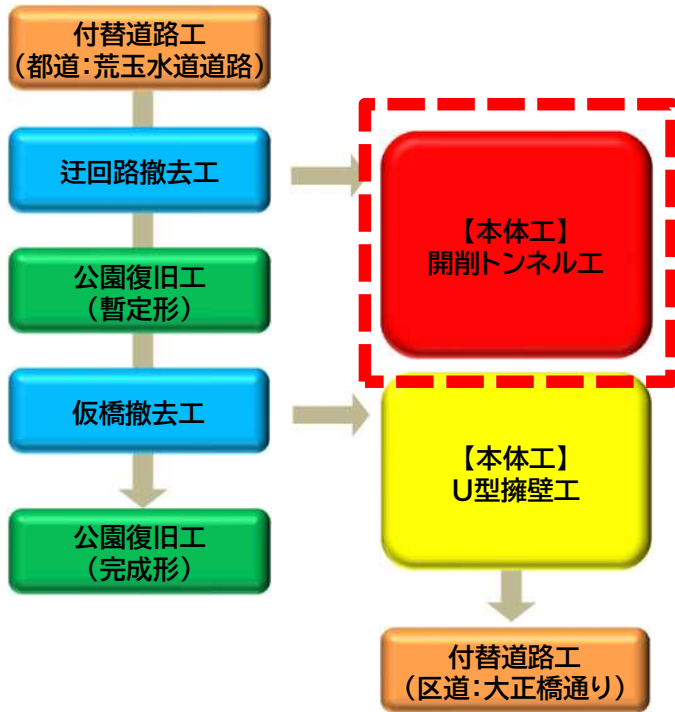 付替道路工
（都道：荒玉水道道路）
迂回路撤去工
公園復旧工
（暫定形）
仮橋撤去工
公園復旧工
（完成形）
【本体工】
開削トンネル工
【本体工】
U型擁壁工
付替道路工
（区道：大正橋通り）